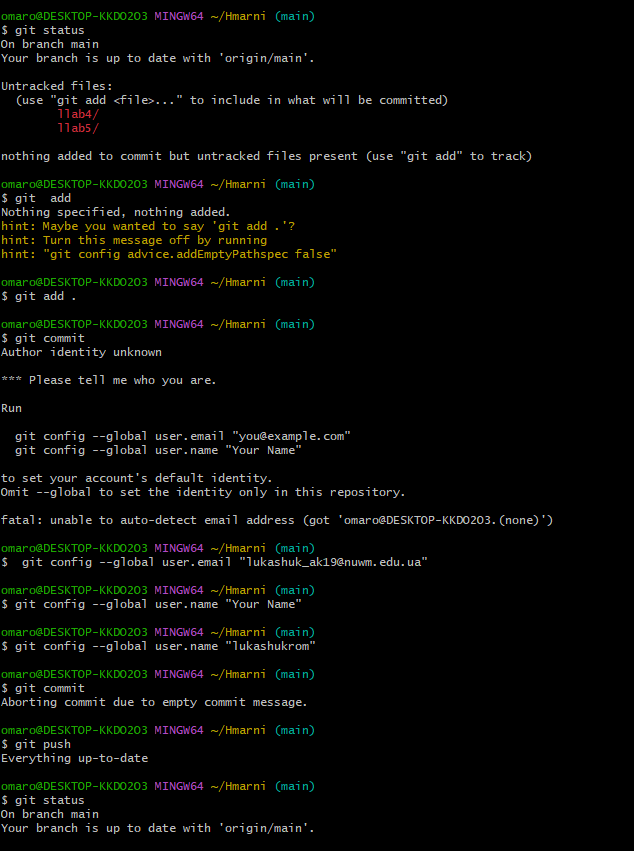 omaro@DESKTOP-KKDO2O3 MINGW64 ~/Hmarni (main)
$ git status
On branch main
Your branch is up to date with 'origin/main'.

Untracked files:
  (use "git add <file>..." to include in what will be committed)
        llab4/
        llab5/

nothing added to commit but untracked files present (use "git add" to track)

omaro@DESKTOP-KKDO2O3 MINGW64 ~/Hmarni (main)
$ git  add
Nothing specified, nothing added.
hint: Maybe you wanted to say 'git add .'?
hint: Turn this message off by running
hint: "git config advice.addEmptyPathspec false"

omaro@DESKTOP-KKDO2O3 MINGW64 ~/Hmarni (main)
$ git add .

omaro@DESKTOP-KKDO2O3 MINGW64 ~/Hmarni (main)
$ git commit
Author identity unknown

*** Please tell me who you are.

Run

  git config --global user.email "you@example.com"
  git config --global user.name "Your Name"

to set your account's default identity.
Omit --global to set the identity only in this repository.

fatal: unable to auto-detect email address (got 'omaro@DESKTOP-KKDO2O3.(none)')

omaro@DESKTOP-KKDO2O3 MINGW64 ~/Hmarni (main)
$  git config --global user.email "lukashuk_ak19@nuwm.edu.ua"

omaro@DESKTOP-KKDO2O3 MINGW64 ~/Hmarni (main)
$ git config --global user.name "Your Name"

omaro@DESKTOP-KKDO2O3 MINGW64 ~/Hmarni (main)
$ git config --global user.name "lukashukrom"

omaro@DESKTOP-KKDO2O3 MINGW64 ~/Hmarni (main)
$ git commit
Aborting commit due to empty commit message.

omaro@DESKTOP-KKDO2O3 MINGW64 ~/Hmarni (main)
$ git push
Everything up-to-date

omaro@DESKTOP-KKDO2O3 MINGW64 ~/Hmarni (main)
$ git status
On branch main
Your branch is up to date with 'origin/main'.